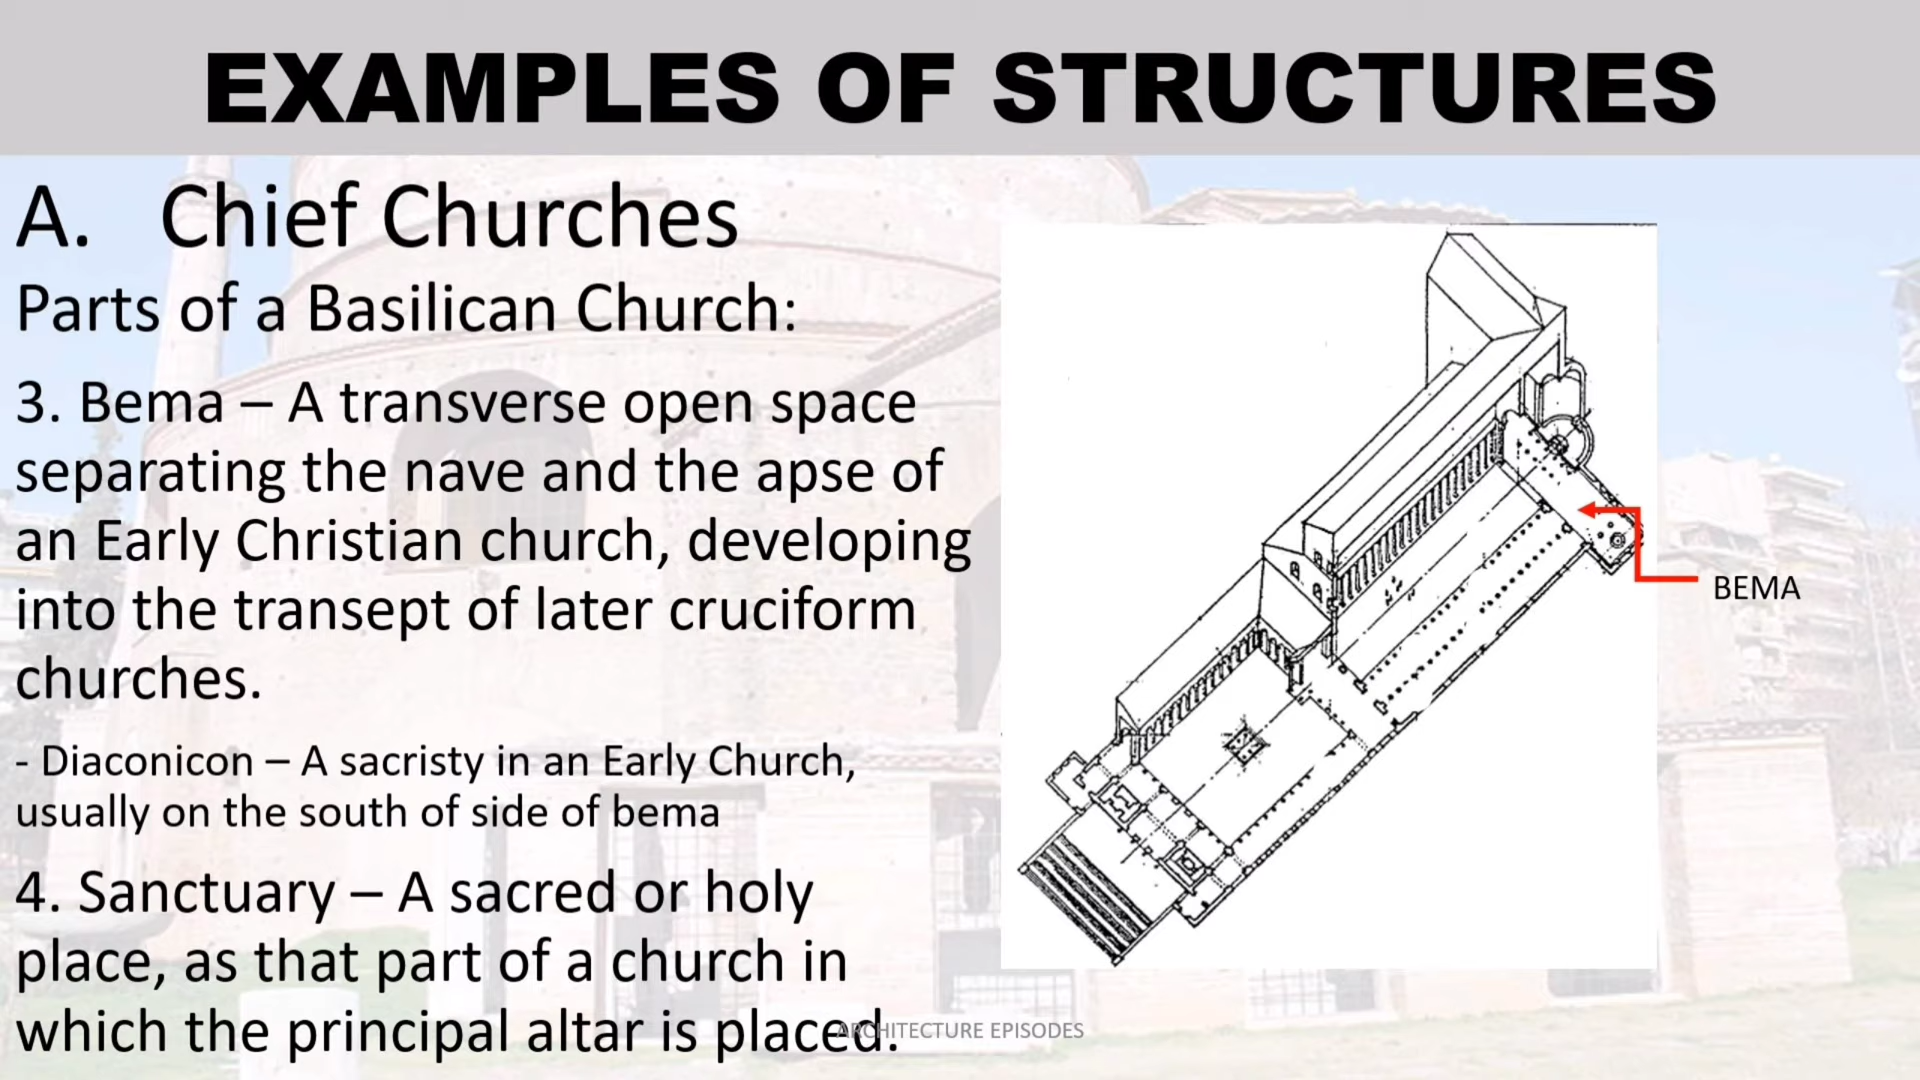 EXAMPLES OF STRUCTURES
A. Chief Churches
Parts of a Basilican Church:
3. Bema – A transverse open space
separating the nave and the apse of
an Early Christian church, developing
into the transept of later cruciform
churches.
- Diaconicon – A sacristy in an Early Church,
usually on the south of side of bema
4. Sanctuary – A sacred or holy
place, as that part of a church in
which the principal altar is placed.
BEMA
ARCHITECTURE EPISODES